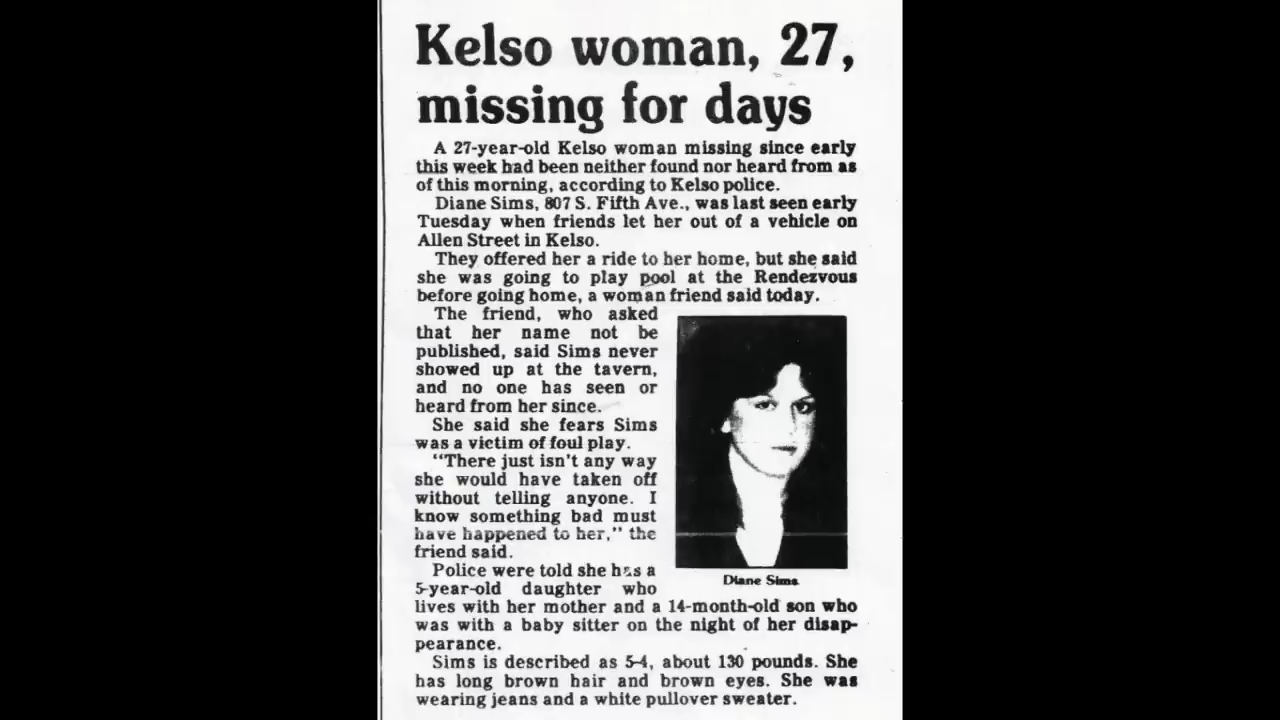 Kelso woman, 27,
missing for days
A 27-year-old Kelso woman missing since early
this week had been neither found nor heard from as
of this morning, according to Kelso police.
Diane Sims, 807 S. Fifth Ave., was last seen early
Tuesday when friends let her out of a vehicle on
Allen Street in Kelso.
They offered her a ride to her home, but she said
she was going to play pool at the Rendezvous
before going home, a woman friend said today.
The friend, who asked
that her name not be
published, said Sims never
showed up at the tavern,
and no one has seen or
heard from her since.
She said she fears Sims
was a victim of foul play.
"There just isn't any way
she would have taken off
without telling anyone. I
know something bad must
have happened to her," the
friend said.
Police were told she has a
5-year-old daughter who
lives with her mother and a 14-month-old son who
was with a baby sitter on the night of her disap-
pearance.
Sims is described as 5-4, about 130 pounds. She
has long brown hair and brown eyes. She was
wearing jeans and a white pullover sweater.
Diane Sims